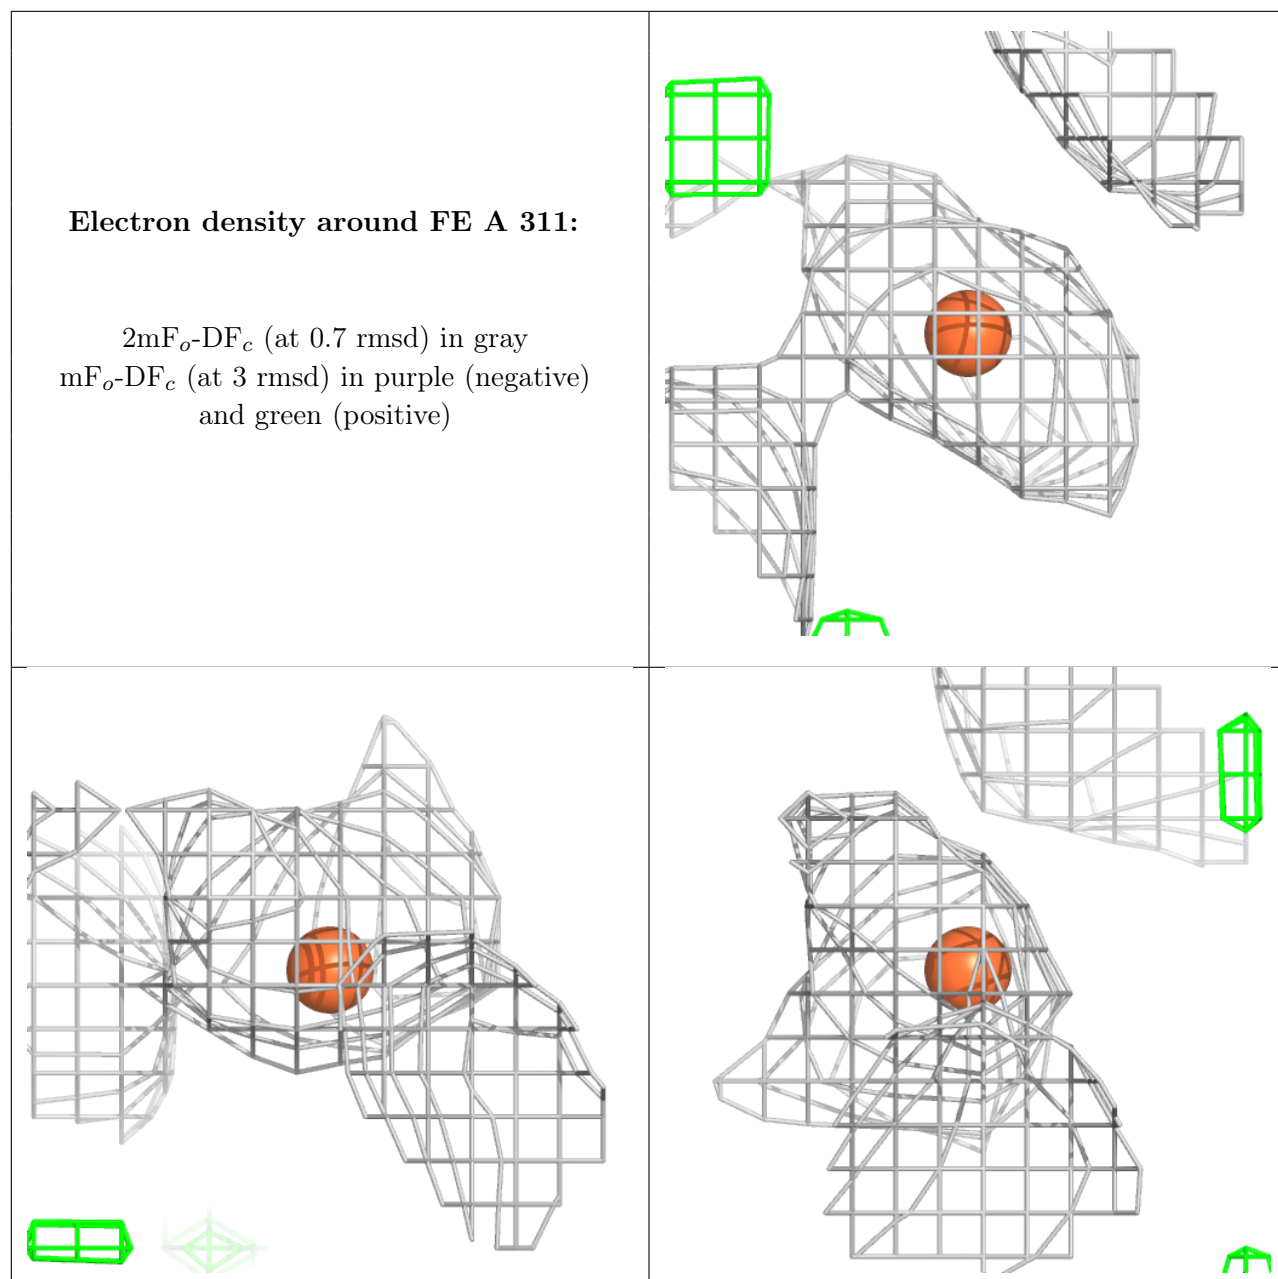 Electron density around FE A 311:
2mFo-DFc (at 0.7 rmsd) in gray
mFo-DFc (at 3 rmsd) in purple (negative)
and green (positive)